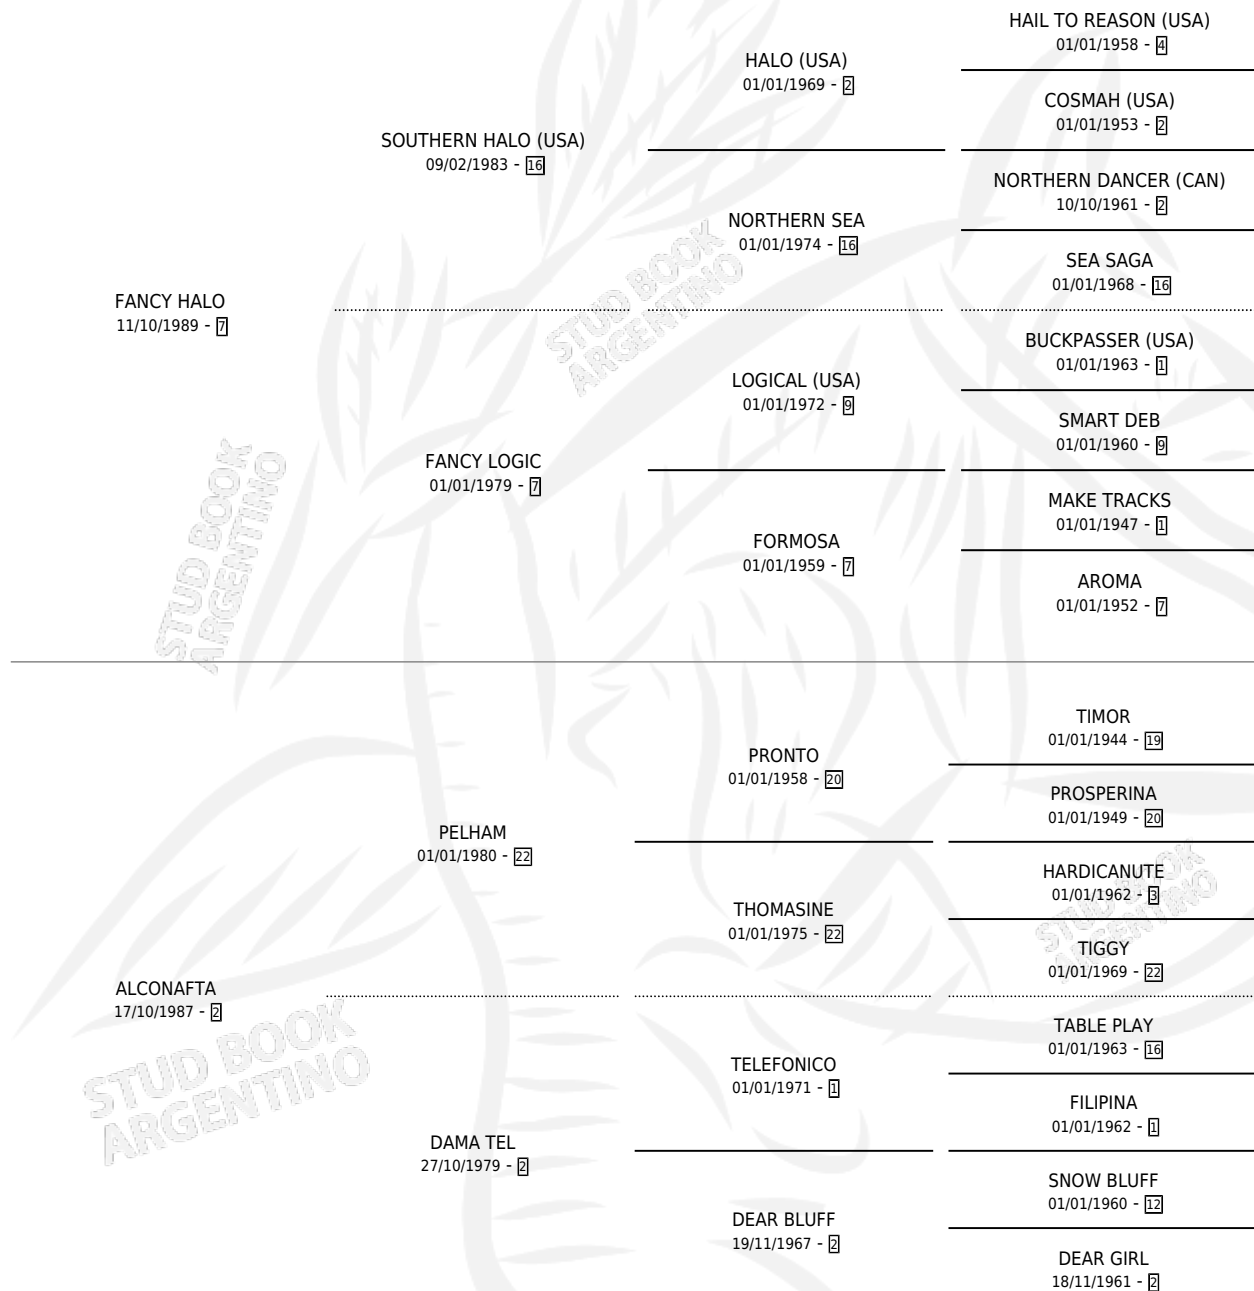 HAIL TO REASON (USA)
01/01/1958 - 4
HALO (USA)
01/01/1969 - 2
COSMAH (USA)
01/01/1953 - 2
SOUTHERN HALO (USA)
09/02/1983 - 16
NORTHERN DANCER (CAN)
10/10/1961 - 2
NORTHERN SEA
01/01/1974 - 16
SEA SAGA
01/01/1968 - 16
FANCY HALO
11/10/1989 - 7
BUCKPASSER (USA)
01/01/1963 - 1
LOGICAL (USA)
01/01/1972 - 9
SMART DEB
01/01/1960 - 9
FANCY LOGIC
01/01/1979 - 7
MAKE TRACKS
01/01/1947 - 1
FORMOSA
01/01/1959 - 7
AROMA
01/01/1952 - 7
TIMOR
01/01/1944 - 19
PRONTO
01/01/1958 - 20
PROSPERINA
01/01/1949 - 20
PELHAM
01/01/1980 - 22
HARDICANUTE
01/01/1962 - 3
THOMASINE
01/01/1975 - 22
TIGGY
01/01/1969 - 22
ALCONAFTA
17/10/1987 - 2
TABLE PLAY
01/01/1963 - 16
TELEFONICO
01/01/1971 - 1
FILIPINA
01/01/1962 - 1
DAMA TEL
27/10/1979 - 2
SNOW BLUFF
01/01/1960 - 12
DEAR BLUFF
19/11/1967 - 2
DEAR GIRL
18/11/1961 - 2
STUD BOOK
ARGENTINO
STUD BOOK
ARGENTINO
STUD BOOK
ARGENTINO
STUD BOOK
ARGENTINO